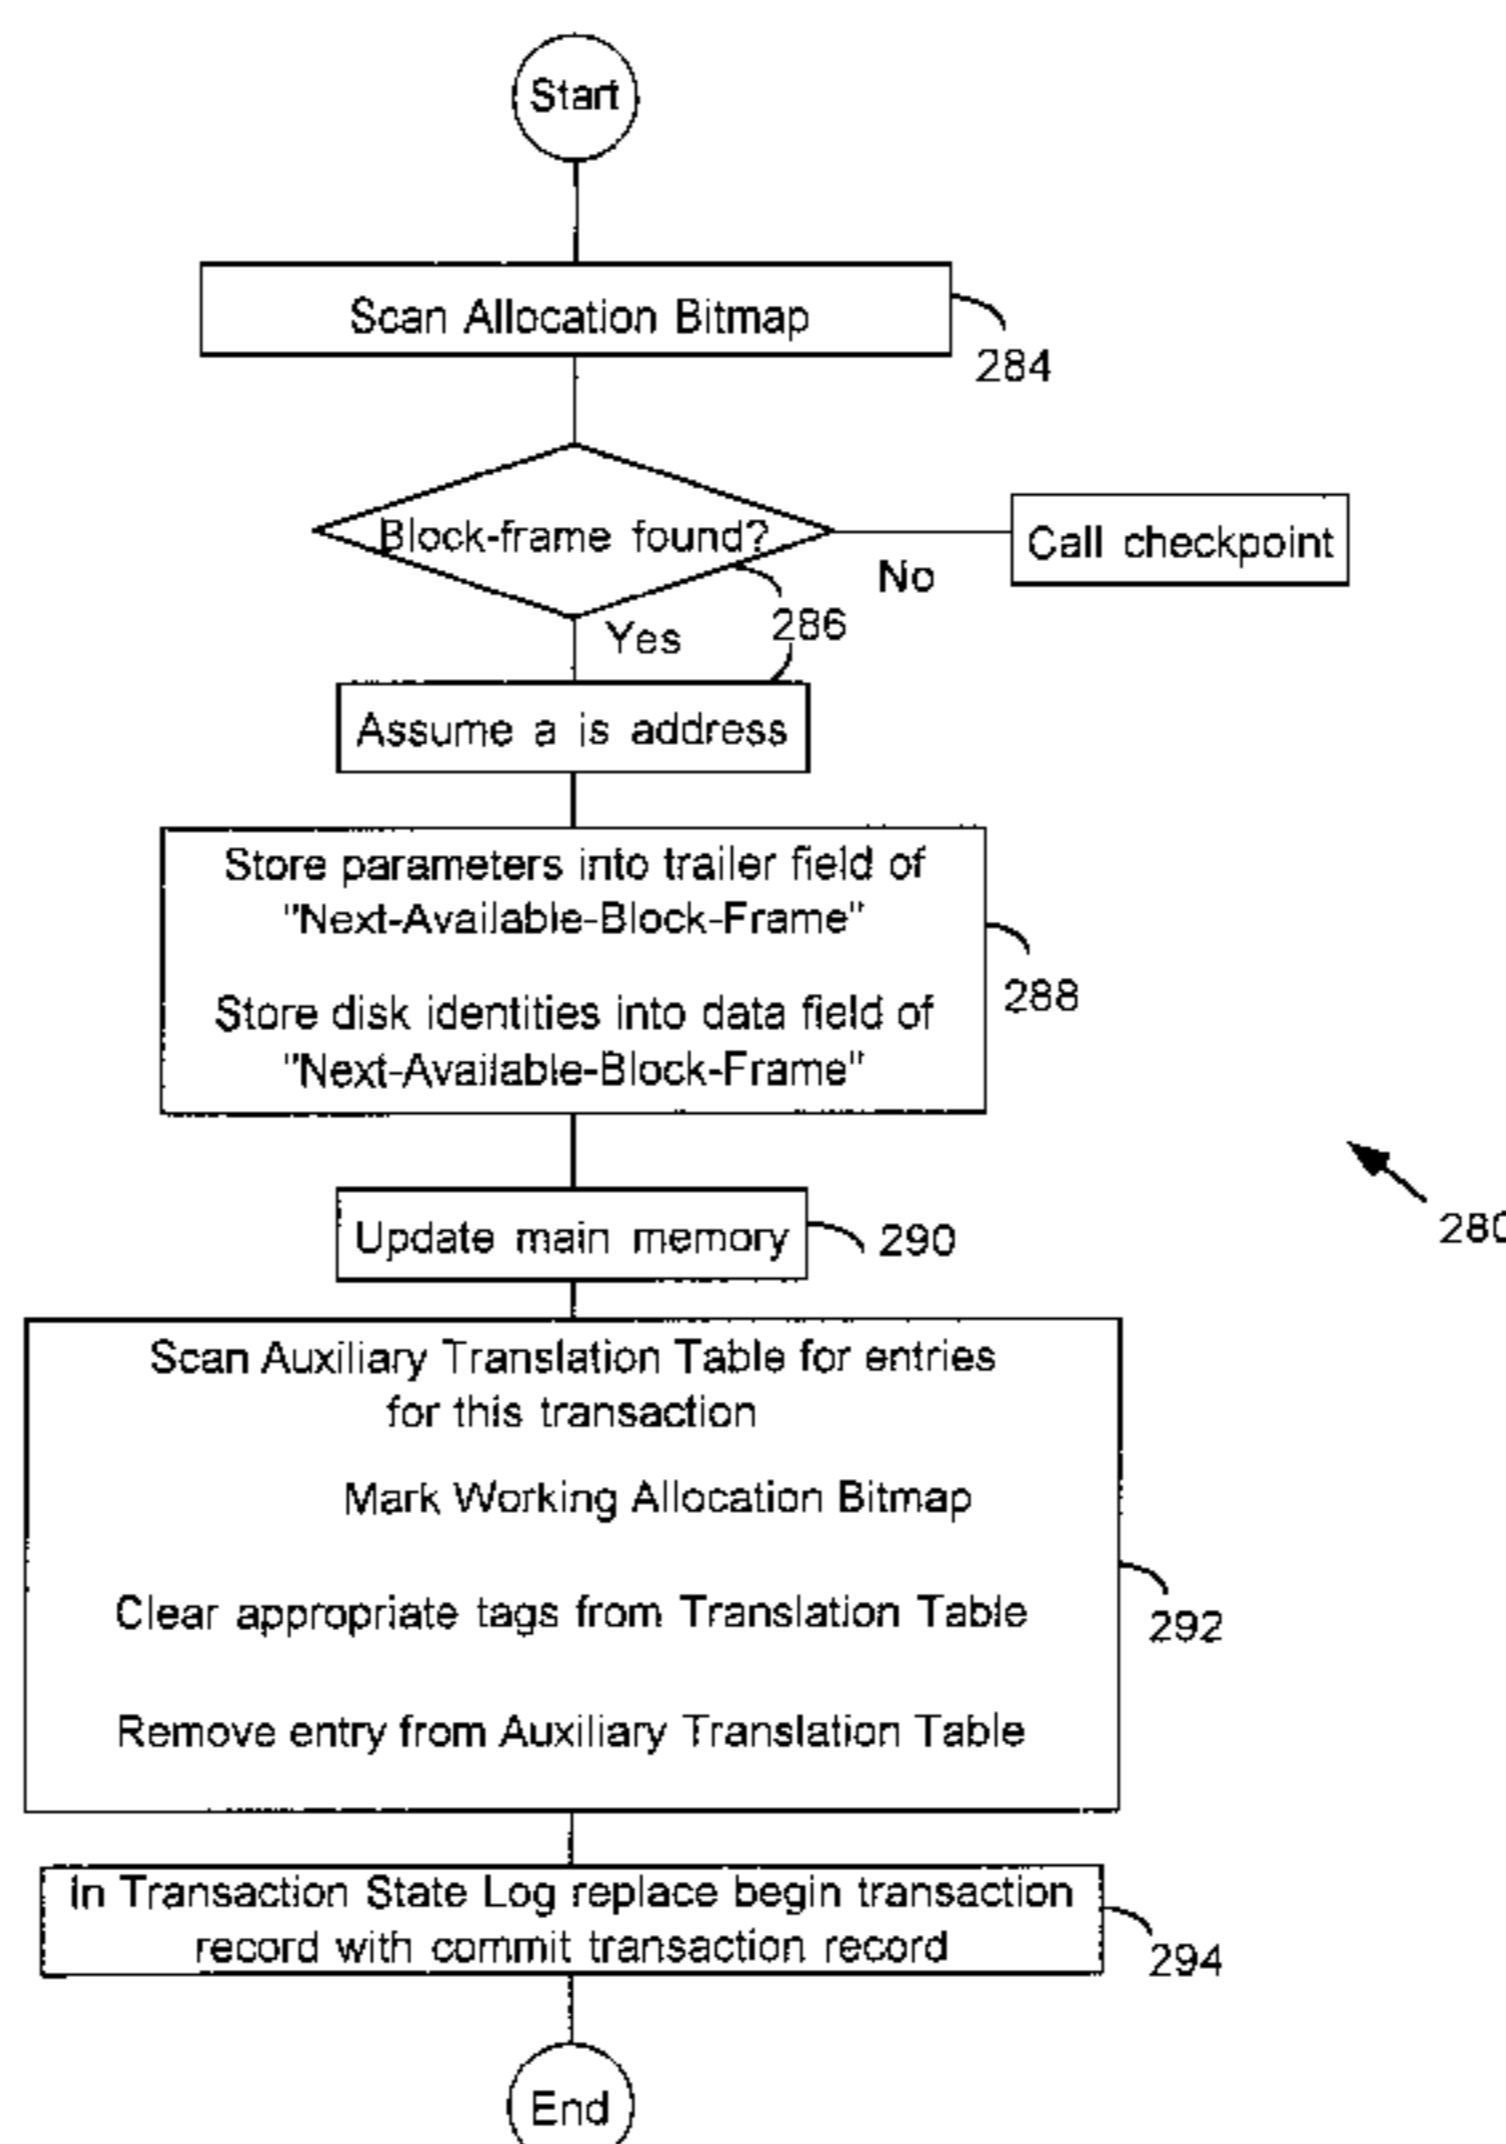 Start
Scan Allocation Bitmap
284
Block-frame found?
No
Call checkpoint
Yes
286
Assume a is address
Store parameters into trailer field of
"Next-Available-Block-Frame"
Store disk identities into data field of
"Next-Available-Block-Frame"
288
Update main memory
290
280
Scan Auxiliary Translation Table for entries
for this transaction
Mark Working Allocation Bitmap
Clear appropriate tags from Translation Table
292
Remove entry from Auxiliary Translation Table
In Transaction State Log replace begin transaction
record with commit transaction record
294
End